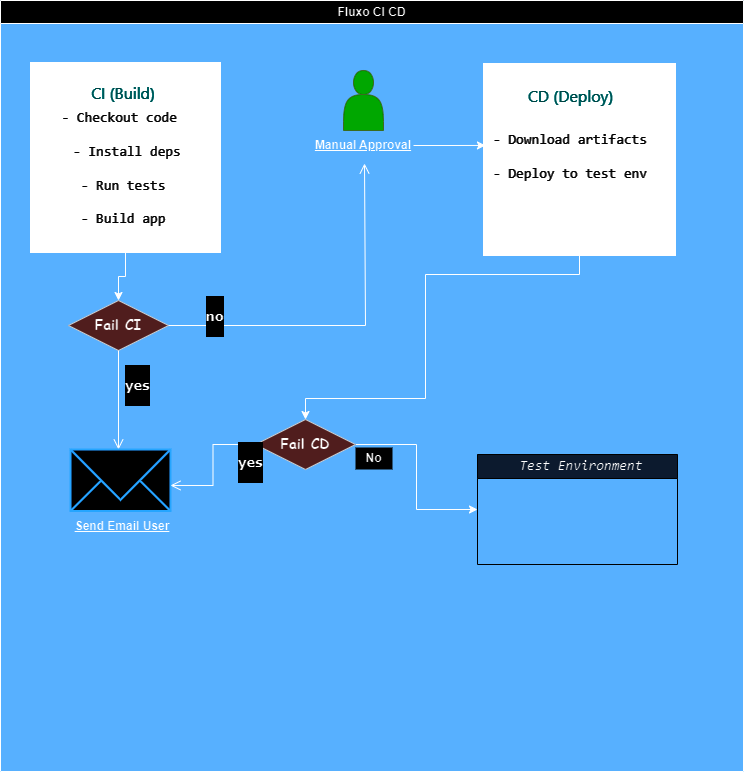 Fluxo CI CD
CI (Build)
- Checkout code
- Install deps
- Run tests
- Build app
Manual Approval
CD (Deploy)
- Download artifacts
- Deploy to test env
Fail CI
no
yes
Fail CD
yes
No
Send Email User
Test Environment